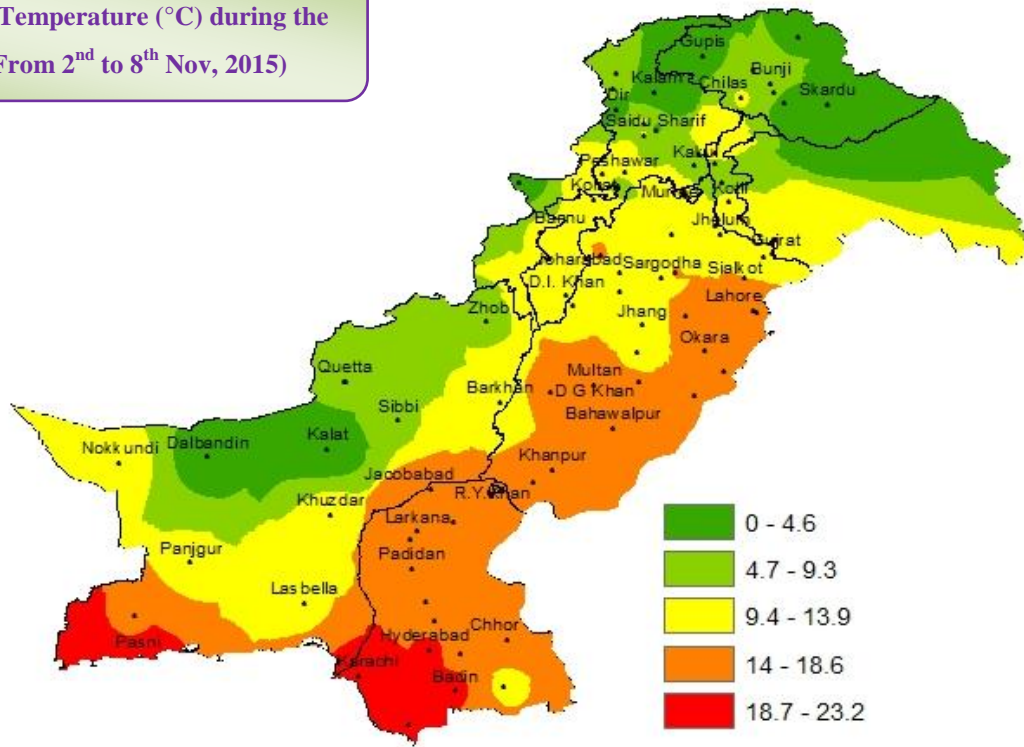 Temperature (°C) during the
From 2nd to 8th Nov, 2015)
Gupis
Bunji
Kalam
Chilas
Skardu
Dir
Saidu Sharif
Peshawar
Kakul
Kohat
Murree
Kotli
Bannu
Jhelum
Gujrat
Joharabad
Sargodha
Sialkot
D.I. Khan
Lahore
Zhob
Jhang
Okara
Quetta
Multan
Barkhan
D G Khan
Sibbi
Bahawalpur
Nokkundi
Dalbandin
Kalat
Khanpur
Jacobabad
R.Y.Khan
Khuzdar
Larkana
Panjgur
Padidan
Lasbella
Pasni
Hyderabad
Chhor
Karachi
Badin
0 - 4.6
4.7 - 9.3
9.4 - 13.9
14 - 18.6
18.7 - 23.2